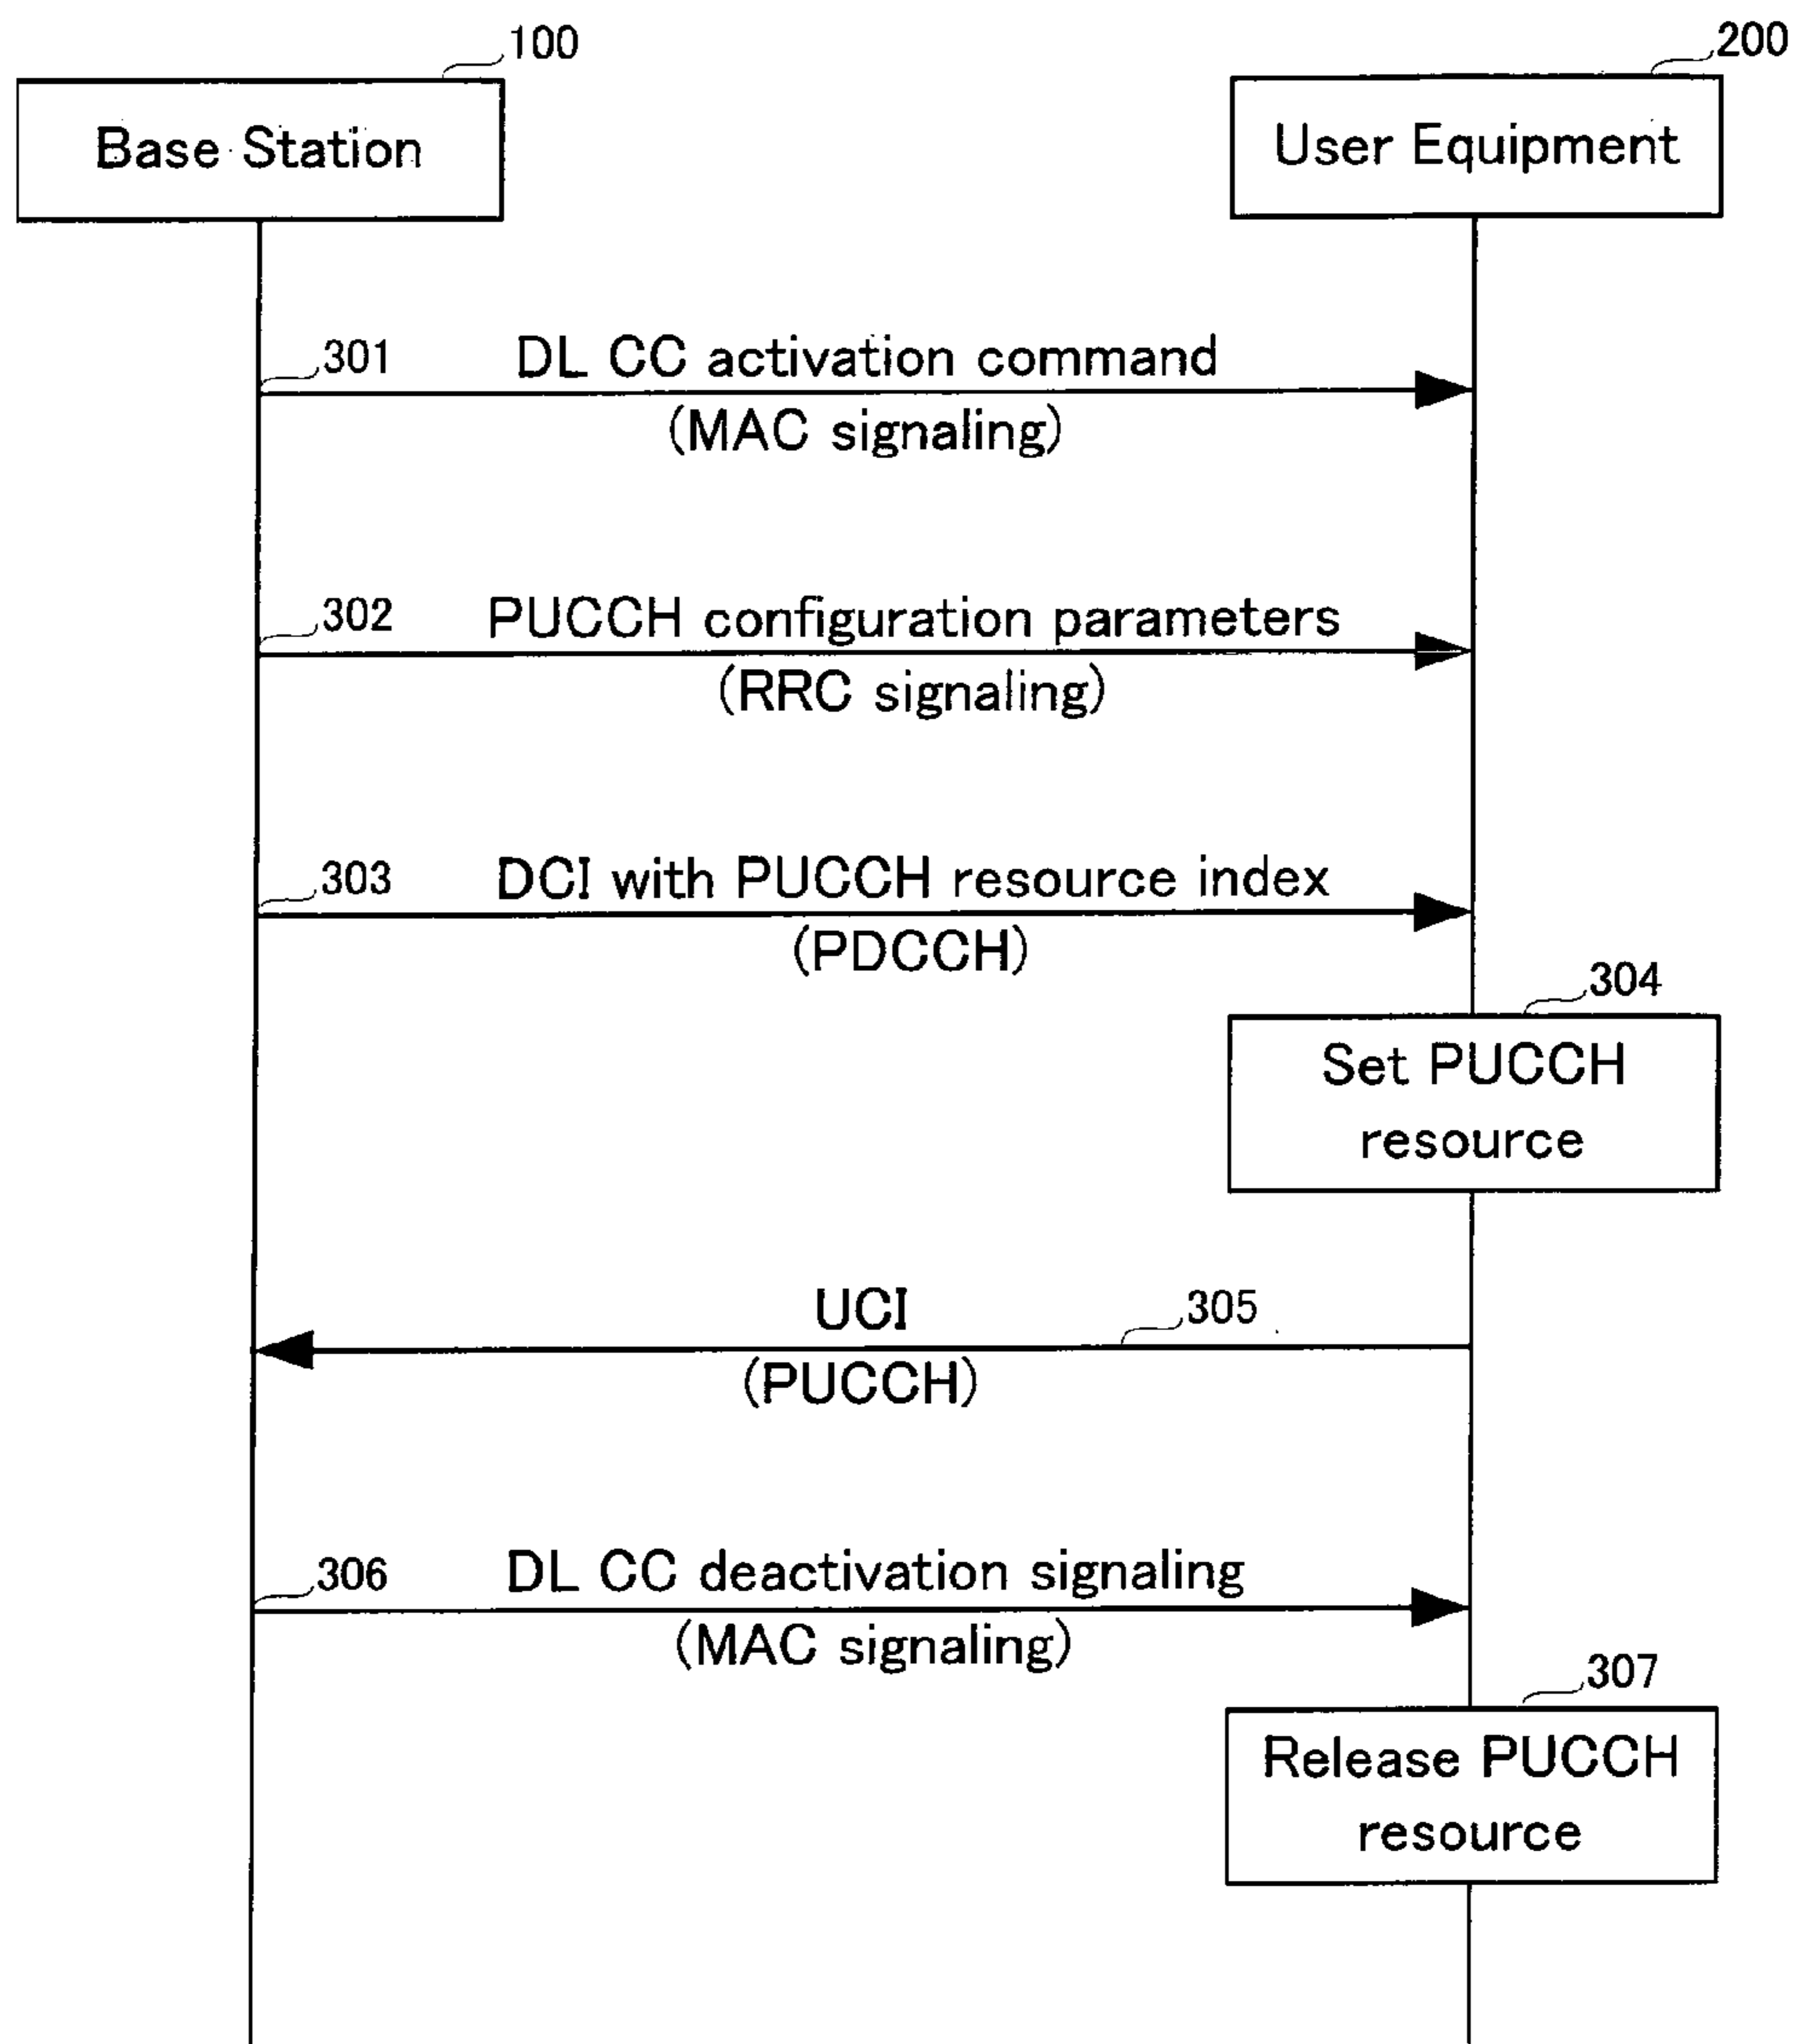 100
200
Base Station
User Equipment
301
DL CC activation command
(MAC signaling)
302
PUCCH configuration parameters
(RRC signaling)
303
DCI with PUCCH resource index
(PDCCH)
304
Set PUCCH
resource
UCI
305
(PUCCH)
306
DL CC deactivation signaling
(MAC signaling)
307
Release PUCCH
resource